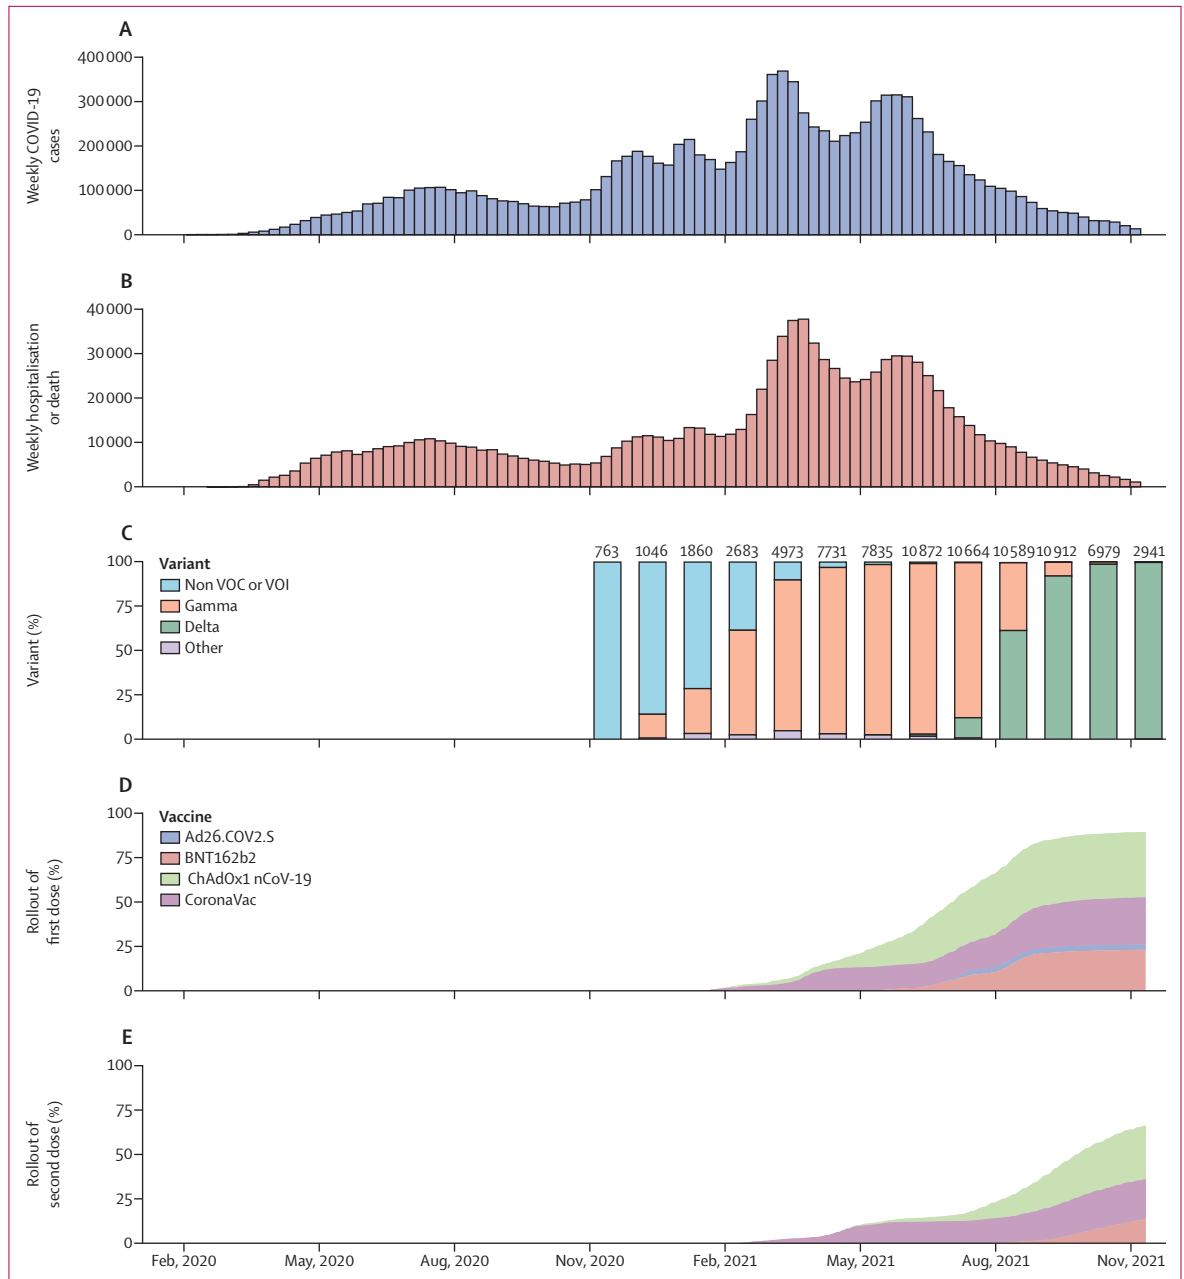 A
400 000
300 000
200 000
100 000
0
Weekly COVID-19
cases
B
40 000
30 000
20 000
10 000
0
Weekly hospitalisation
or death
C
763 1046 1860 2683 4973 7731 7835 10 872 10 664 10 589 10 912 6979 2941
100
75
50
25
0
Variant (%)
Variant
Non VOC or VOI
Gamma
Delta
Other
D
100
75
50
25
0
Rollout of
first dose (%)
Vaccine
Ad26.COV2.S
BNT162b2
ChAdOx1 nCoV-19
CoronaVac
E
100
75
50
25
0
Rollout of
second dose (%)
Feb, 2020 May, 2020 Aug, 2020 Nov, 2020 Feb, 2021 May, 2021 Aug, 2021 Nov, 2021